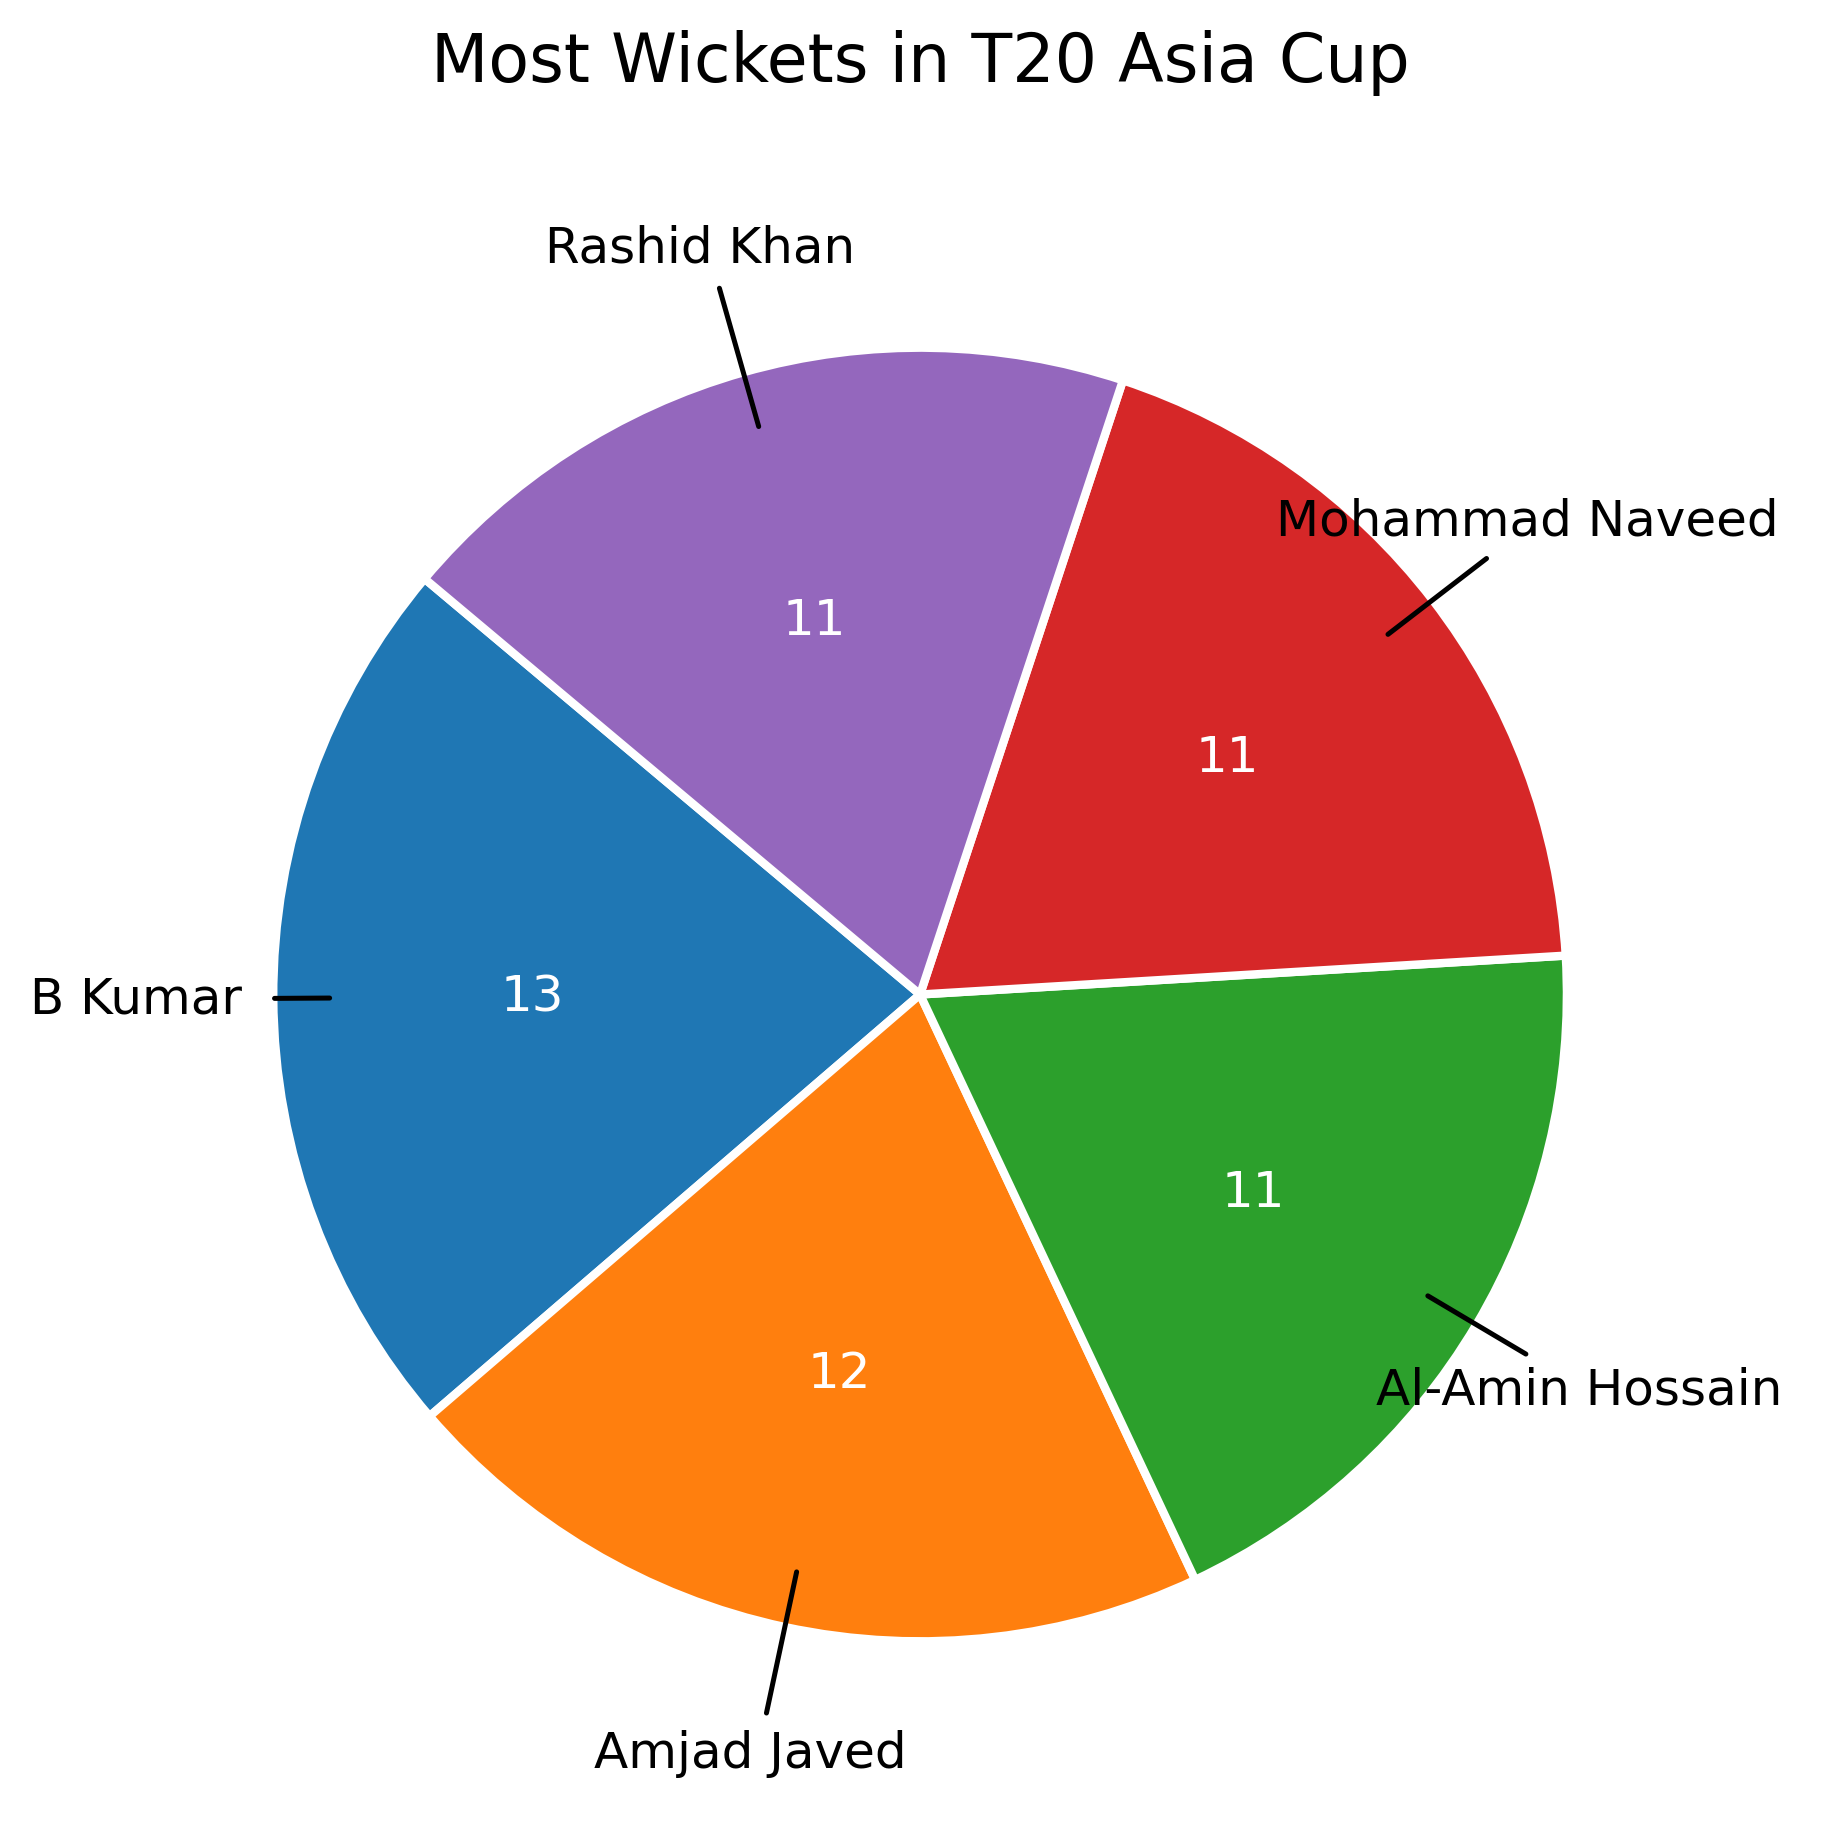 Most Wickets in T20 Asia Cup
Rashid Khan
Mohammad Naveed
11
11
B Kumar
13
11
12
Al-Amin Hossain
Amjad Javed